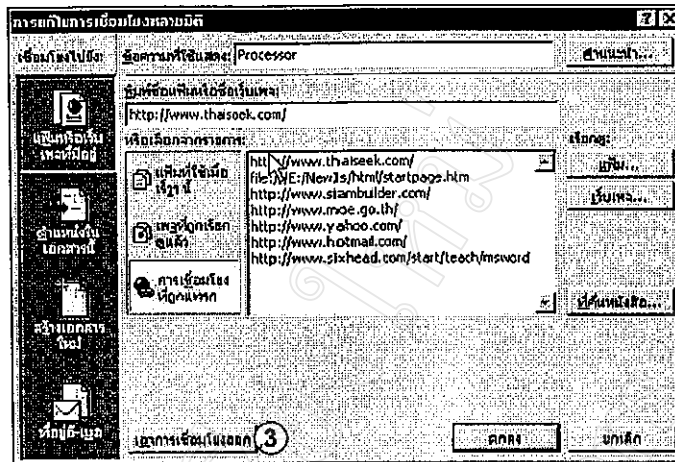 การแก้ไขการเชื่อมโยงหลายมิติ
เชื่อมโยงไปยัง:
ข้อความที่ใช้แสดง:
Processor
คำแนะนำ...
พิมพ์ชื่อแฟ้มหรือชื่อเว็บเพจ:
http://www.thaiseek.com/
แฟ้มหรือเว็บ
เพจที่มีอยู่
หรือเลือกจากรายการ:
เรียกดู:
แฟ้มที่ใช้เมื่อ
เร็วๆ นี้
เพจที่ถูกเรียก
ดูแล้ว
การเชื่อมโยง
ที่ถูกแทรก
http://www.thaiseek.com/
file:///E:/New1s/html/startpage.htm
http://www.siambuilder.com/
http://www.moe.go.th/
http://www.yahoo.com/
http://www.hotmail.com/
http://www.sixhead.com/start/teach/msword
แฟ้ม...
เว็บเพจ...
ที่คั่นหนังสือ...
ตำแหน่งใน
เอกสารนี้
สร้างเอกสาร
ใหม่
ที่อยู่อี-เมล
เอาการเชื่อมโยงออก
3
ตกลง
ยกเลิก